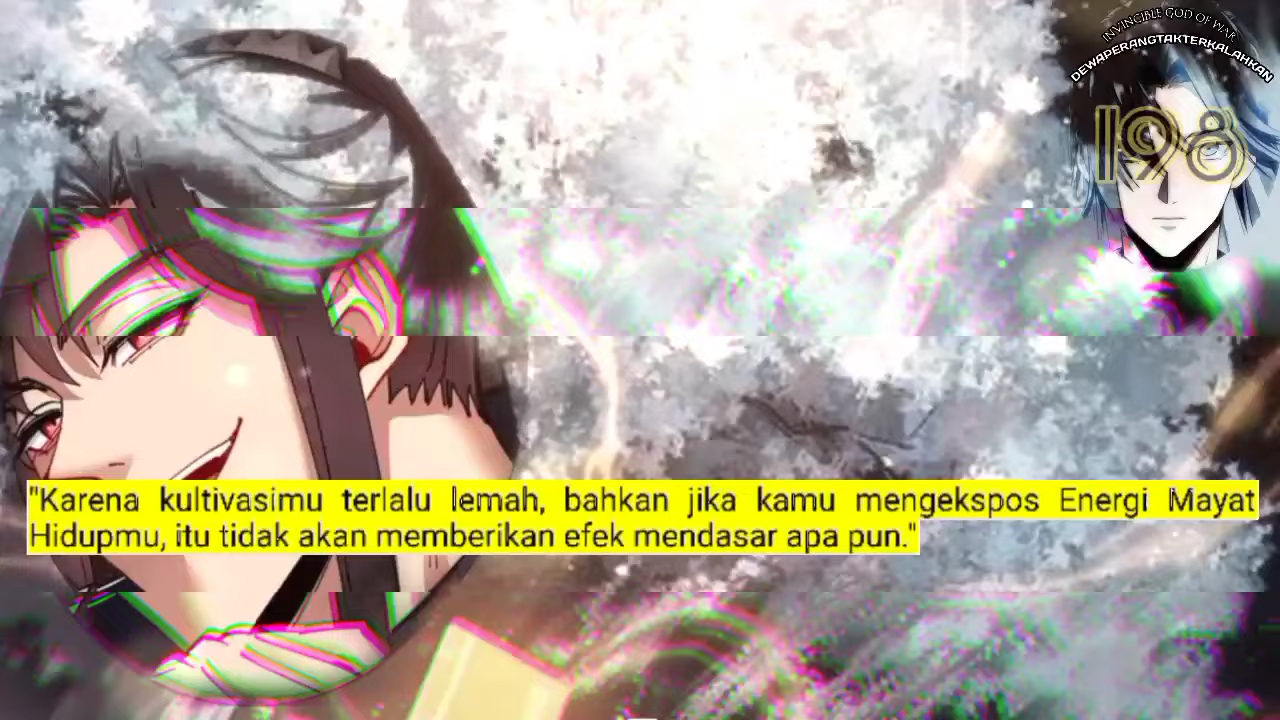 INVINCIBLE GOD OF WAR
DEWAPERANGTAKTERKALAHKAN
198
"Karena kultivasimu terlalu lemah, bahkan jika kamu mengekspos Energi Mayat
Hidupmu, itu tidak akan memberikan efek mendasar apa pun."